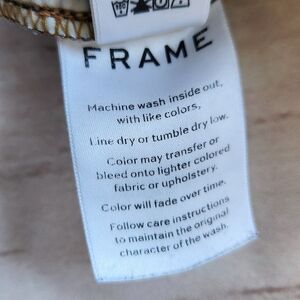 FRAME
Machine wash inside out,
with like colors,
Line dry or tumble dry low.
Color may transfer or
bleed onto lighter colored
fabric or upholstery.
Color will fade over time.
Follow care instructions
to maintain the original
character of the wash.